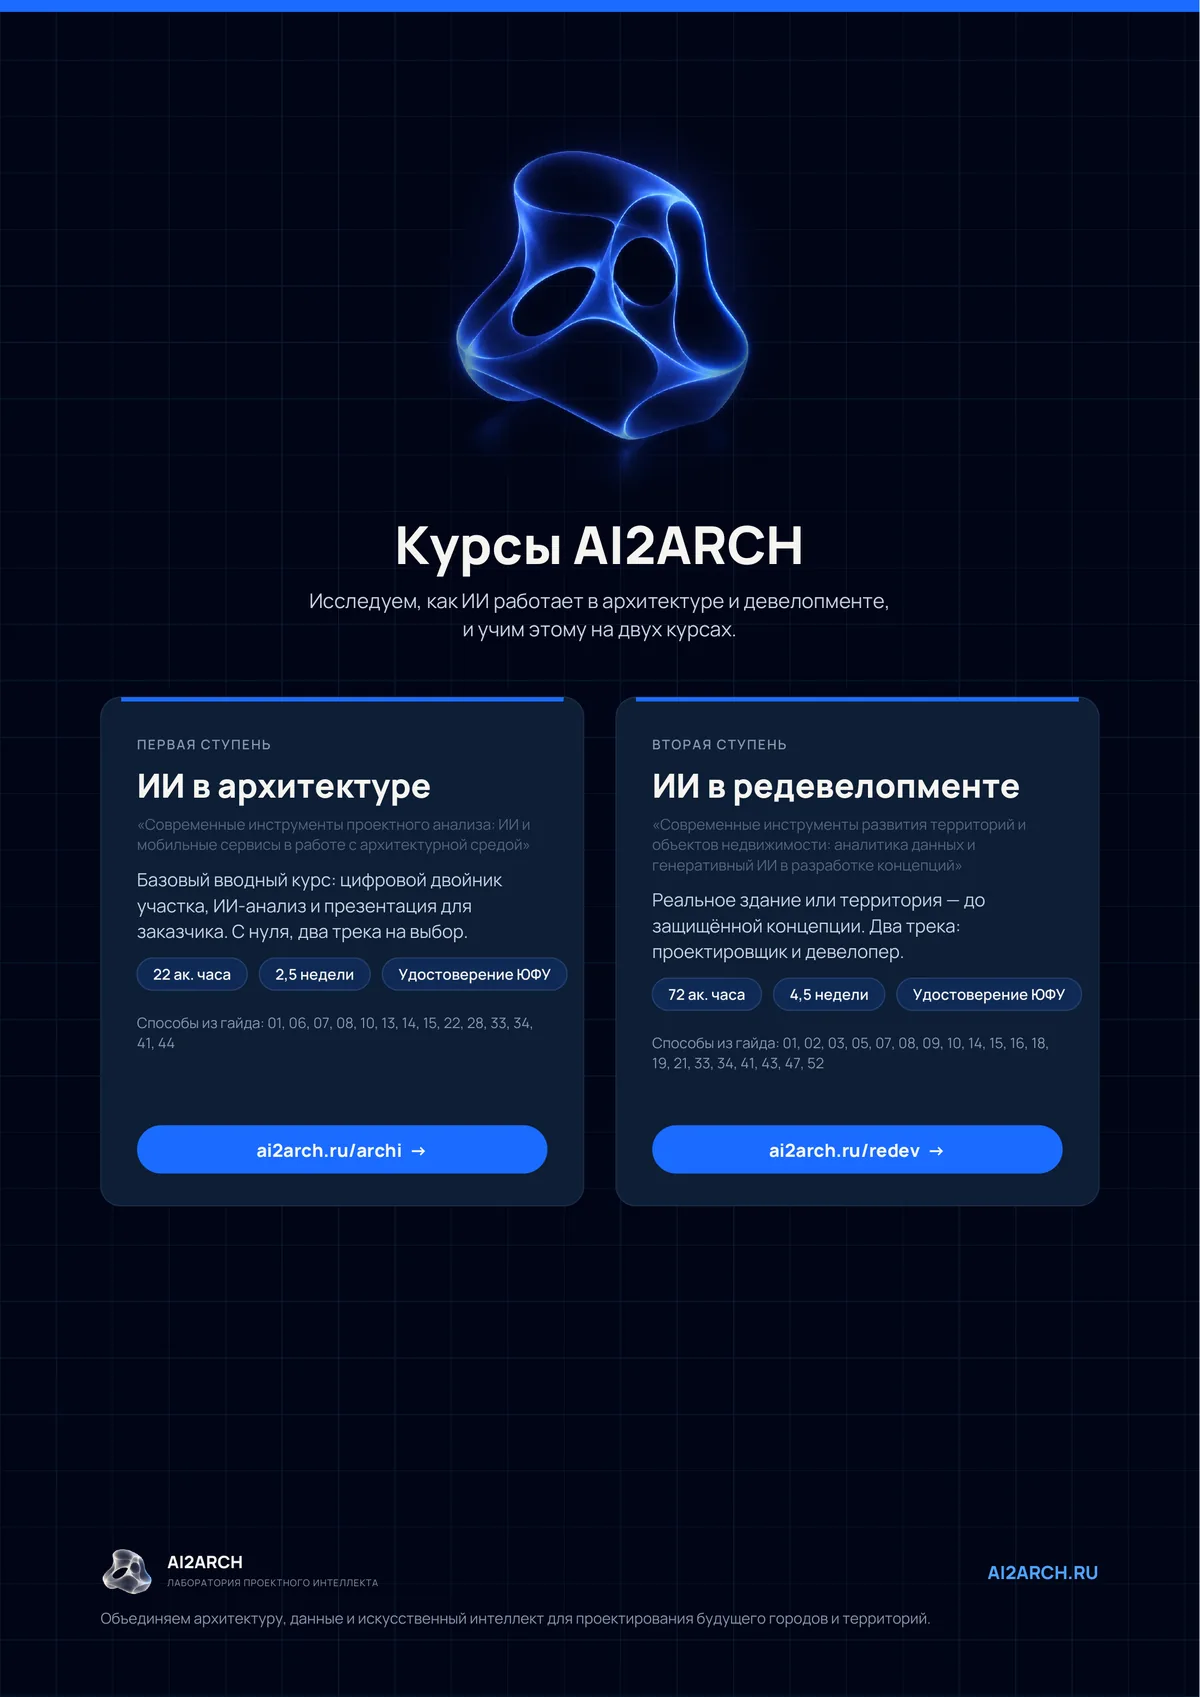 Курсы AI2ARCH
Исследуем, как ИИ работает в архитектуре и девелопменте,
и учим этому на двух курсах.
ПЕРВАЯ СТУПЕНЬ
ИИ в архитектуре
«Современные инструменты проектного анализа: ИИ и
мобильные сервисы в работе с архитектурной средой»
Базовый вводный курс: цифровой двойник
участка, ИИ-анализ и презентация для
заказчика. С нуля, два трека на выбор.
22 ак. часа
2,5 недели
Удостоверение ЮФУ
Способы из гайда: 01, 06, 07, 08, 10, 13, 14, 15, 22, 28, 33, 34,
41, 44
ai2arch.ru/archi →
ВТОРАЯ СТУПЕНЬ
ИИ в редевелопменте
«Современные инструменты развития территорий и
объектов недвижимости: аналитика данных и
генеративный ИИ в разработке концепций»
Реальное здание или территория — до
защищённой концепции. Два трека:
проектировщик и девелопер.
72 ак. часа
4,5 недели
Удостоверение ЮФУ
Способы из гайда: 01, 02, 03, 05, 07, 08, 09, 10, 14, 15, 16, 18,
19, 21, 33, 34, 41, 43, 47, 52
ai2arch.ru/redev →
AI2ARCH
ЛАБОРАТОРИЯ ПРОЕКТНОГО ИНТЕЛЛЕКТА
AI2ARCH.RU
Объединяем архитектуру, данные и искусственный интеллект для проектирования будущего городов и территорий.